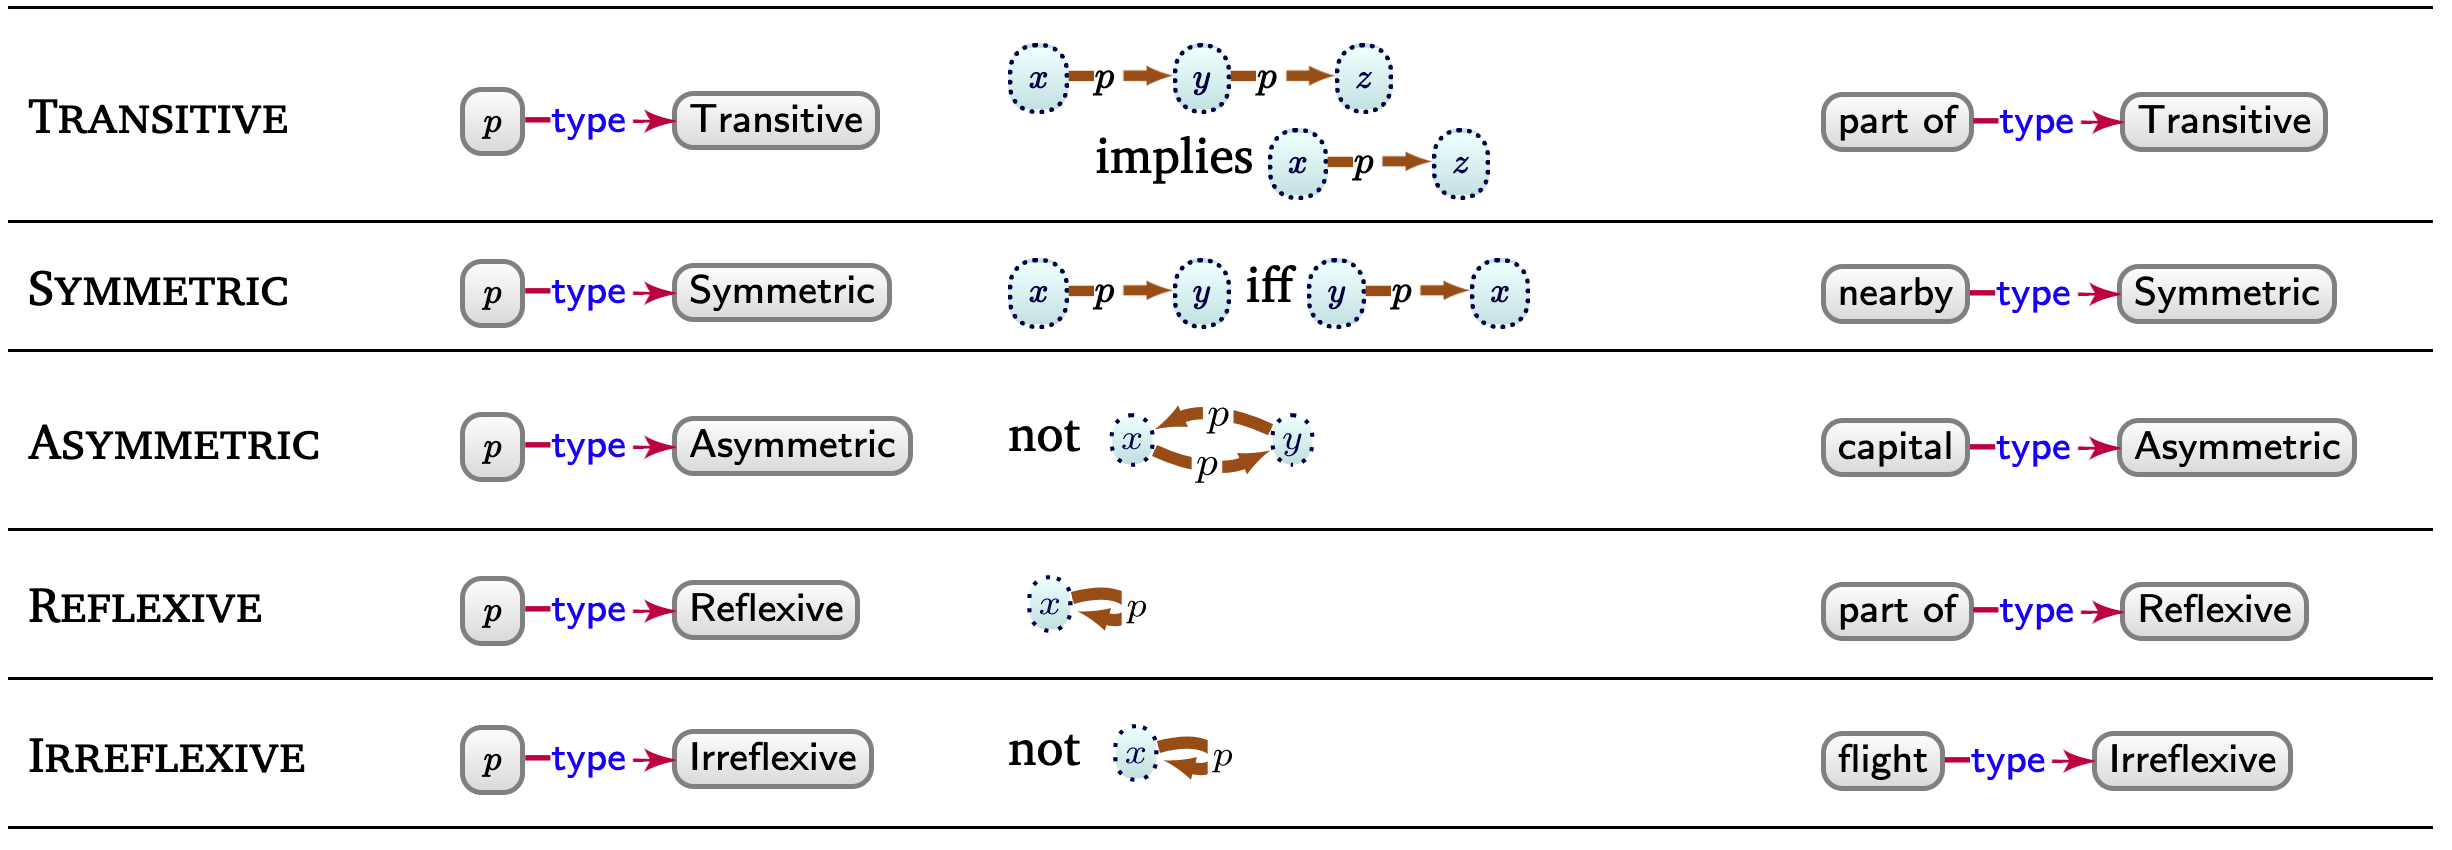 TRANSITIVE p type Transitive x p y p z part of type Transitive
implies x p z
SYMMETRIC p type Symmetric x p y iff y p x nearby type Symmetric
ASYMMETRIC p type Asymmetric not x p y p capital type Asymmetric
REFLEXIVE p type Reflexive x p part of type Reflexive
IRREFLEXIVE p type Irreflexive not x p flight type Irreflexive